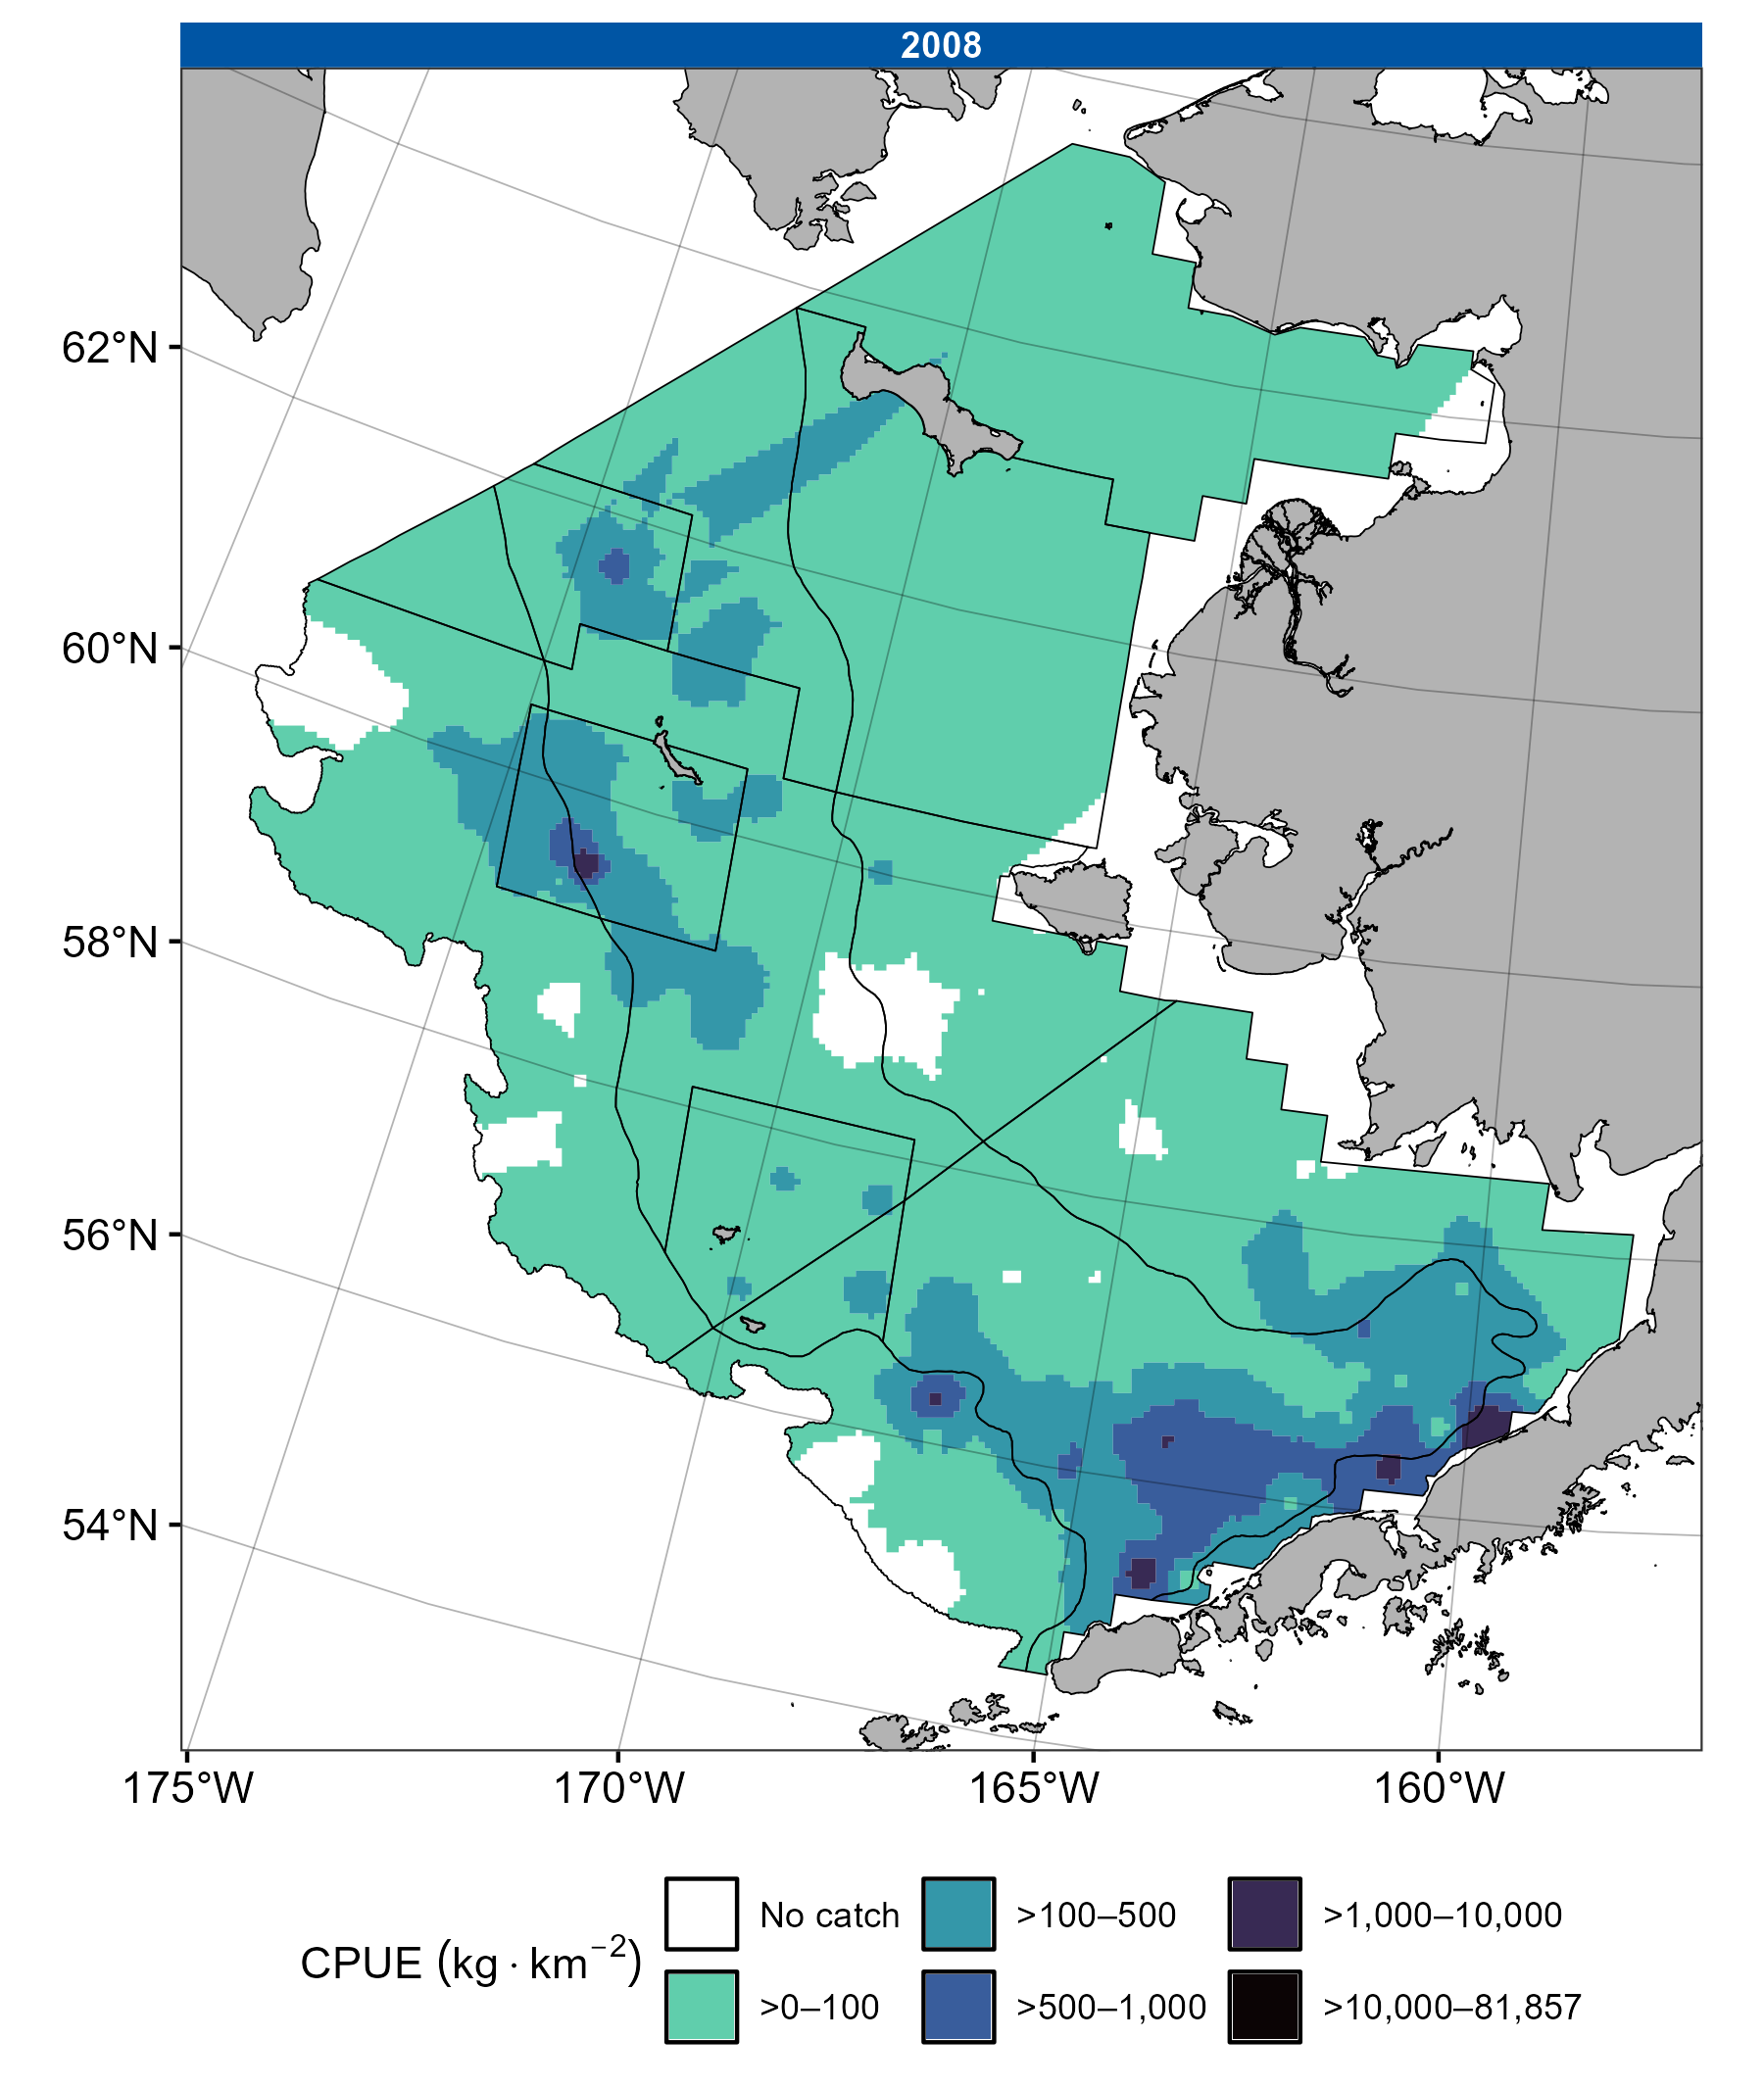 2008
62°N
60°N
58°N
56°N
54°N
175°W 170°W 165°W 160°W
CPUE (kg · km⁻²)
No catch >100–500 >1,000–10,000
>0–100 >500–1,000 >10,000–81,857